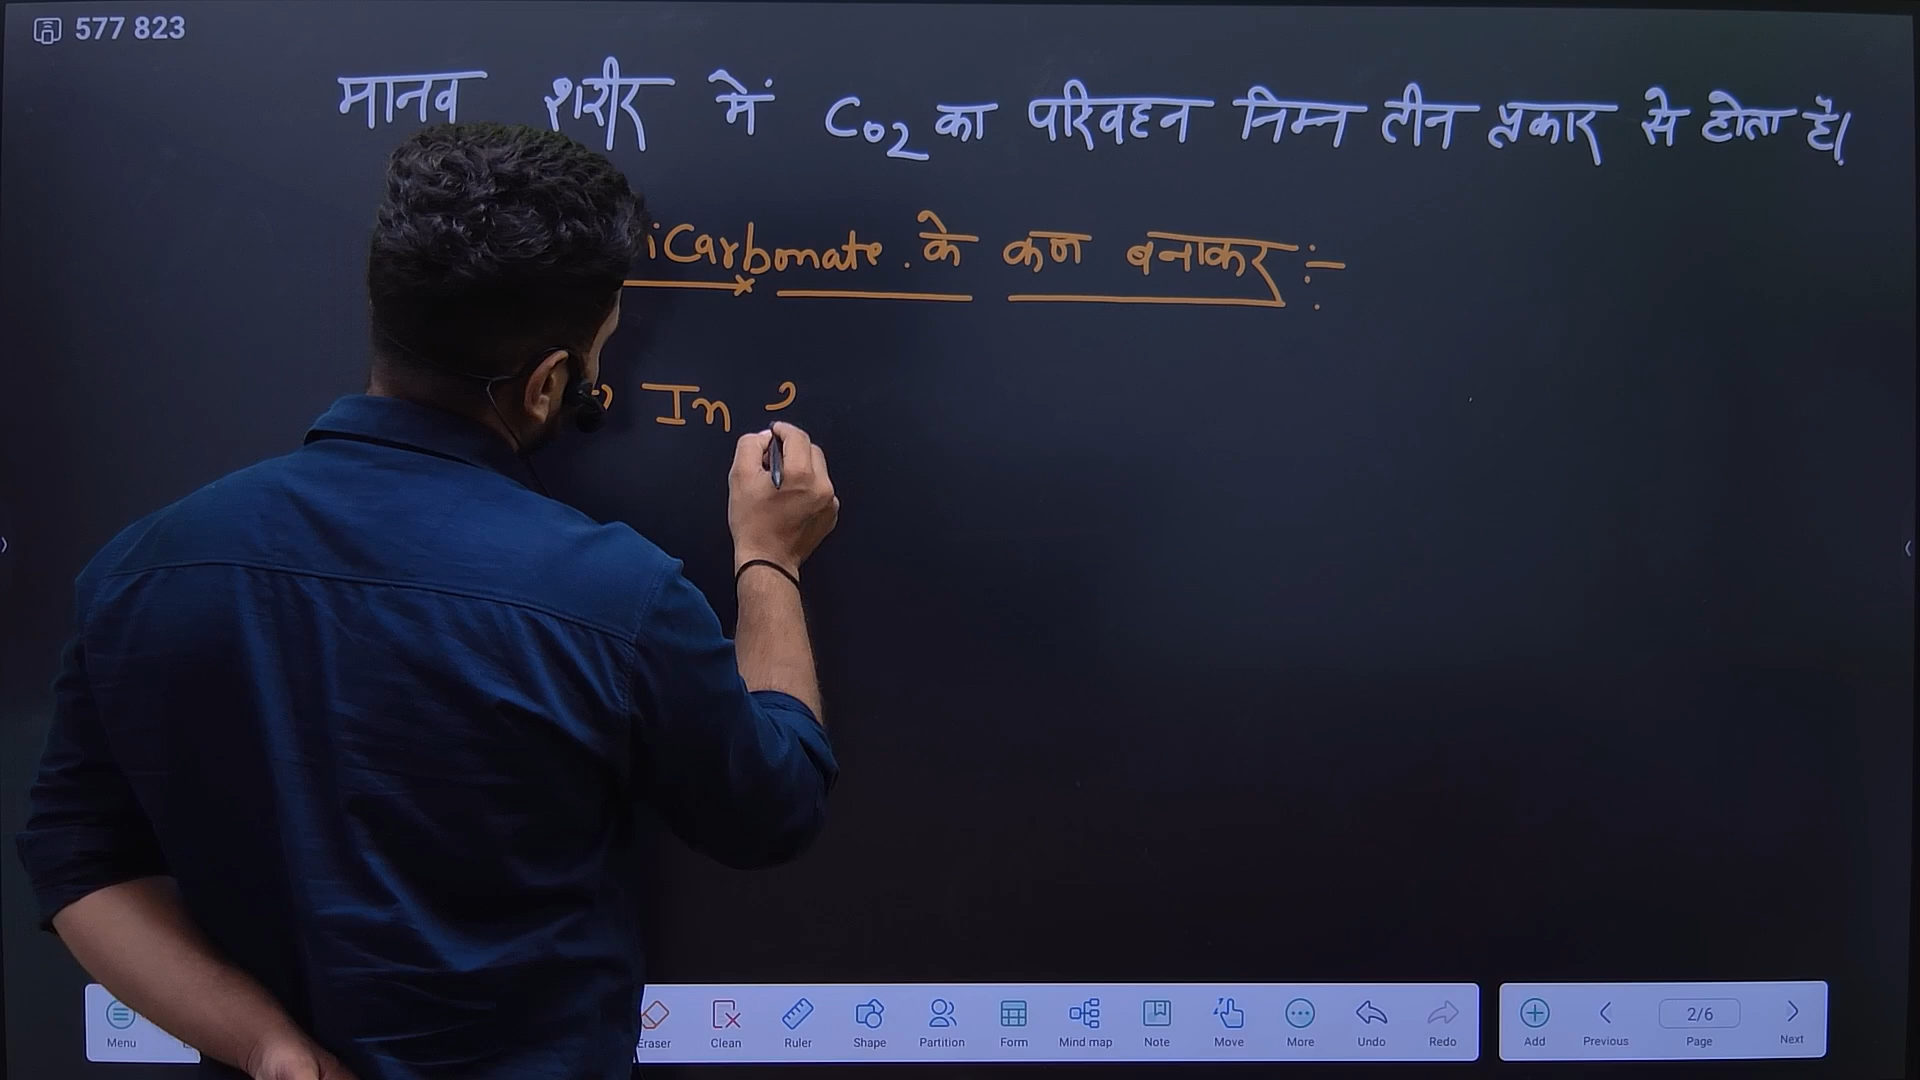 577 823
मानव शरीर में CO2 का परिवहन निम्न तीन प्रकार से होता है।
iCarbonate. के कण बनाकर :-
In
Menu Eraser Clean Ruler Shape Partition Form Mind map Note Move More Undo Redo Add Previous 2/6 Page Next